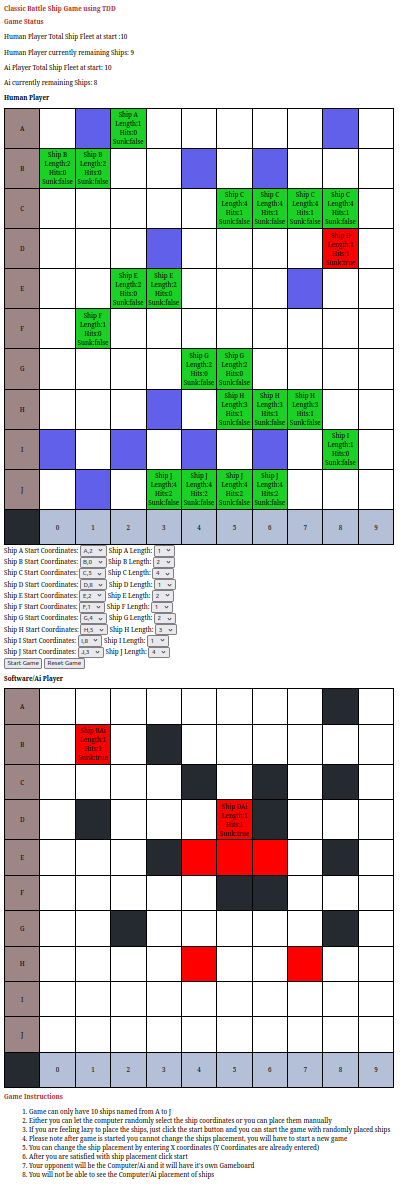 Classic Battle Ship Game using TDD
Game Status
Human Player Total Ship Fleet at start :10
Human Player currently remaining Ships: 9
Ai Player Total Ship Fleet at start: 10
Ai currently remaining Ships: 8
Human Player
A
Ship A
Length:1
Hits:0
Sunk:false
B
Ship B
Length:2
Hits:0
Sunk:false
Ship B
Length:2
Hits:0
Sunk:false
C
Ship C
Length:4
Hits:1
Sunk:false
Ship C
Length:4
Hits:1
Sunk:false
Ship C
Length:4
Hits:1
Sunk:false
Ship C
Length:4
Hits:1
Sunk:false
D
Ship D
Length:1
Hits:1
Sunk:true
E
Ship E
Length:2
Hits:0
Sunk:false
Ship E
Length:2
Hits:0
Sunk:false
F
Ship F
Length:1
Hits:0
Sunk:false
G
Ship G
Length:2
Hits:0
Sunk:false
Ship G
Length:2
Hits:0
Sunk:false
H
Ship H
Length:3
Hits:1
Sunk:false
Ship H
Length:3
Hits:1
Sunk:false
Ship H
Length:3
Hits:1
Sunk:false
I
Ship I
Length:1
Hits:0
Sunk:false
J
Ship J
Length:4
Hits:2
Sunk:false
Ship J
Length:4
Hits:2
Sunk:false
Ship J
Length:4
Hits:2
Sunk:false
Ship J
Length:4
Hits:2
Sunk:false
0 1 2 3 4 5 6 7 8 9
Ship A Start Coordinates: A,2 Ship A Length: 1
Ship B Start Coordinates: B,0 Ship B Length: 2
Ship C Start Coordinates: C,5 Ship C Length: 4
Ship D Start Coordinates: D,8 Ship D Length: 1
Ship E Start Coordinates: E,2 Ship E Length: 2
Ship F Start Coordinates: F,1 Ship F Length: 1
Ship G Start Coordinates: G,4 Ship G Length: 2
Ship H Start Coordinates: H,5 Ship H Length: 3
Ship I Start Coordinates: I,8 Ship I Length: 1
Ship J Start Coordinates: J,3 Ship J Length: 4
Start Game Reset Game
Software/Ai Player
A
B
Ship BAi
Length:1
Hits:1
Sunk:true
C
D
Ship DAi
Length:1
Hits:1
Sunk:true
E
F
G
H
I
J
0 1 2 3 4 5 6 7 8 9
Game Instructions
1. Game can only have 10 ships named from A to J
2. Either you can let the computer randomly select the ship coordinates or you can place them manually
3. If you are feeling lazy to place the ships, just click the start button and you can start the game with randomly placed ships
4. Please note after game is started you cannot change the ships placement, you will have to start a new game
5. You can change the ship placement by entering X coordinates (Y Coordinates are already entered)
6. After you are satisfied with ship placement click start
7. Your opponent will be the Computer/Ai and it will have it's own Gameboard
8. You will not be able to see the Computer/Ai placement of ships